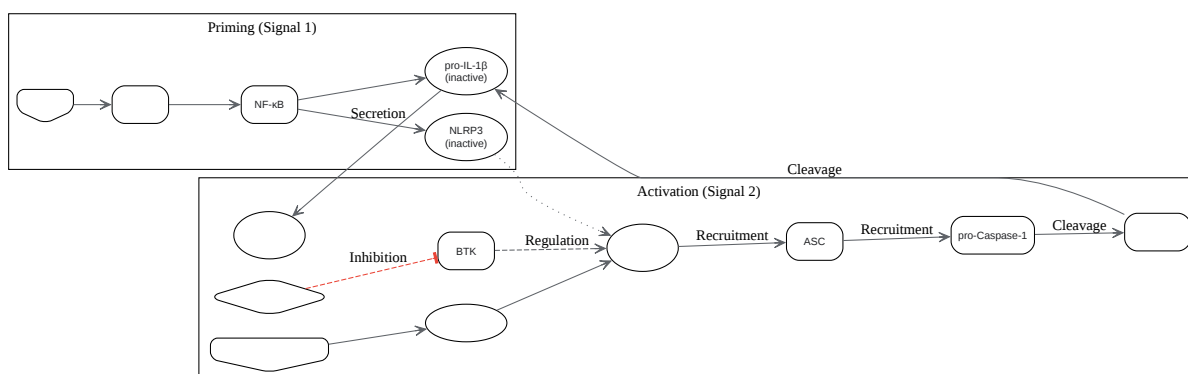 Priming (Signal 1)
pro-IL-1β
(inactive)
NF-κB
Secretion
NLRP3
(inactive)
Cleavage
Activation (Signal 2)
Inhibition
BTK
Regulation
Recruitment
ASC
Recruitment
pro-Caspase-1
Cleavage